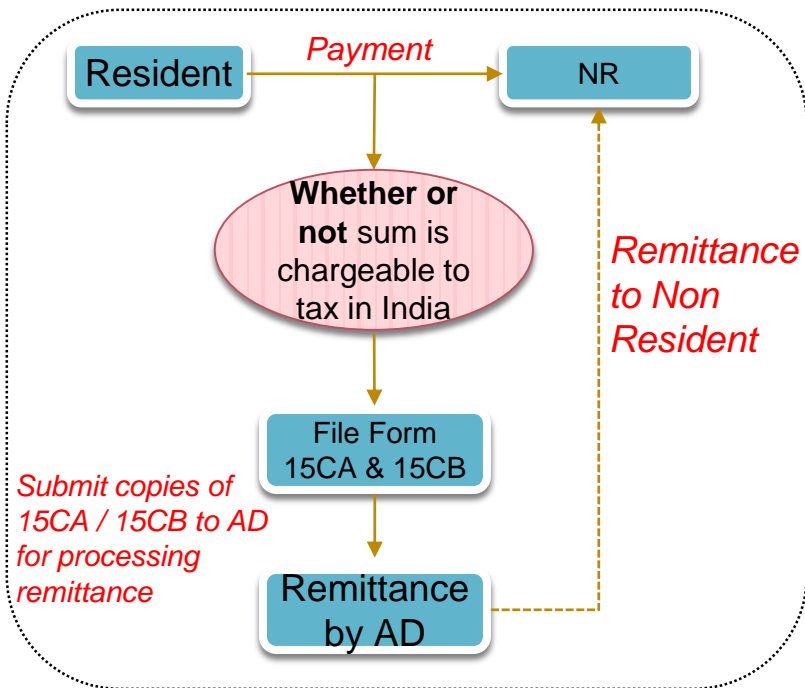 Payment
Resident
NR
Whether or
not sum is
chargeable to
tax in India
Remittance
to Non
Resident
File Form
15CA & 15CB
Submit copies of
15CA / 15CB to AD
for processing
remittance
Remittance
by AD